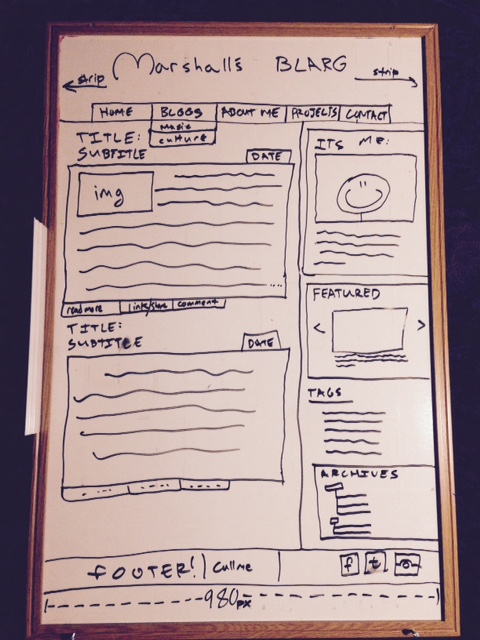 Marshalls BLARG
strip strip
HOME BLOGS ABOUT ME PROJECTS CONTACT
Music
culture
TITLE:
SUBTITLE
DATE
img
read more link/share comment
TITLE:
SUBTITLE
DATE
ITS ME:
FEATURED
< >
TAGS
ARCHIVES
FOOTER! Call me
f t
980px